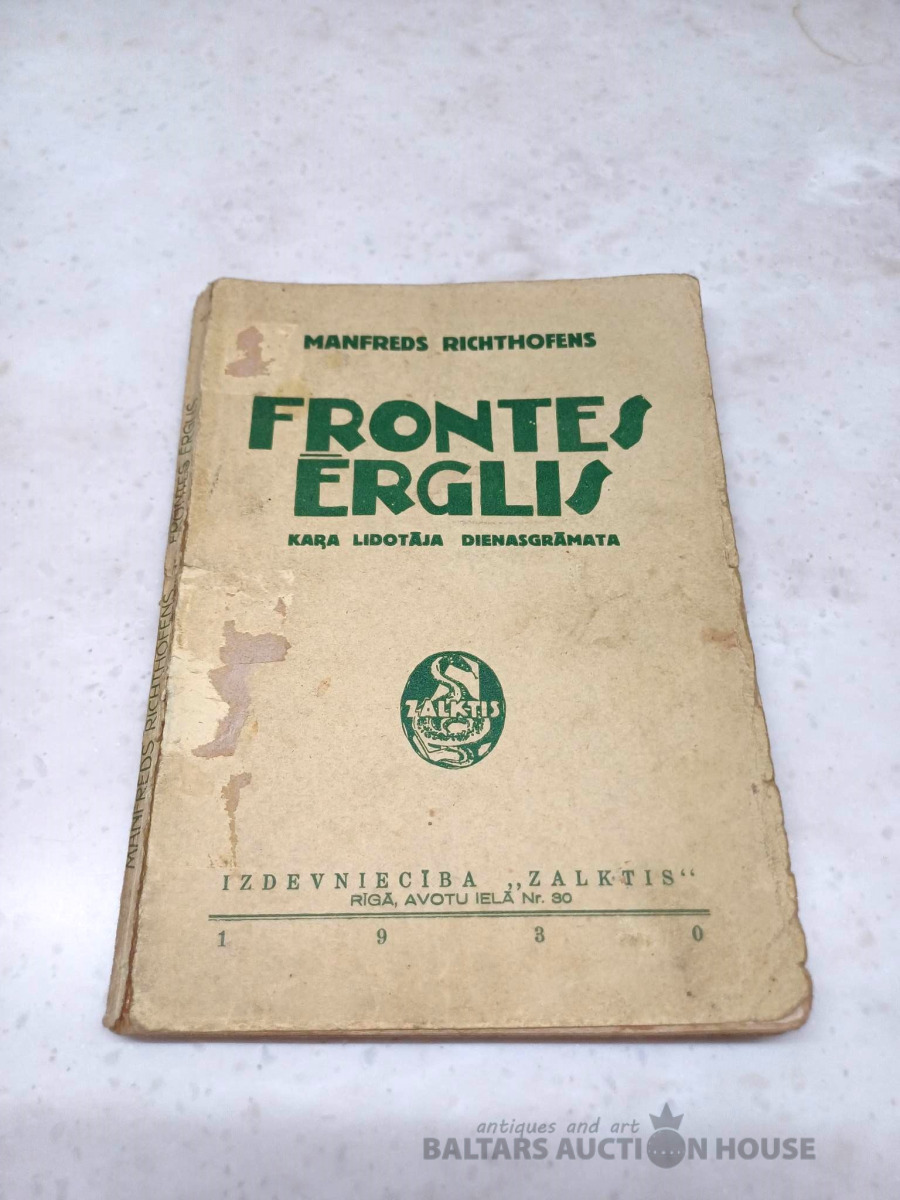 MANFREDS RICHTHOFENS
FRONTES
ĒRGLIS
KAŖA LIDOTĀJA DIENASGRĀMATA
ZALKTIS
IZDEVNIECĪBA „ZALKTIS“
RĪGĀ, AVOTU IELĀ Nr. 30
1 9 3 0
MANFREDS RICHTHOFENS. FRONTES ĒRGLIS.
antiques and art
BALTARS AUCTION HOUSE